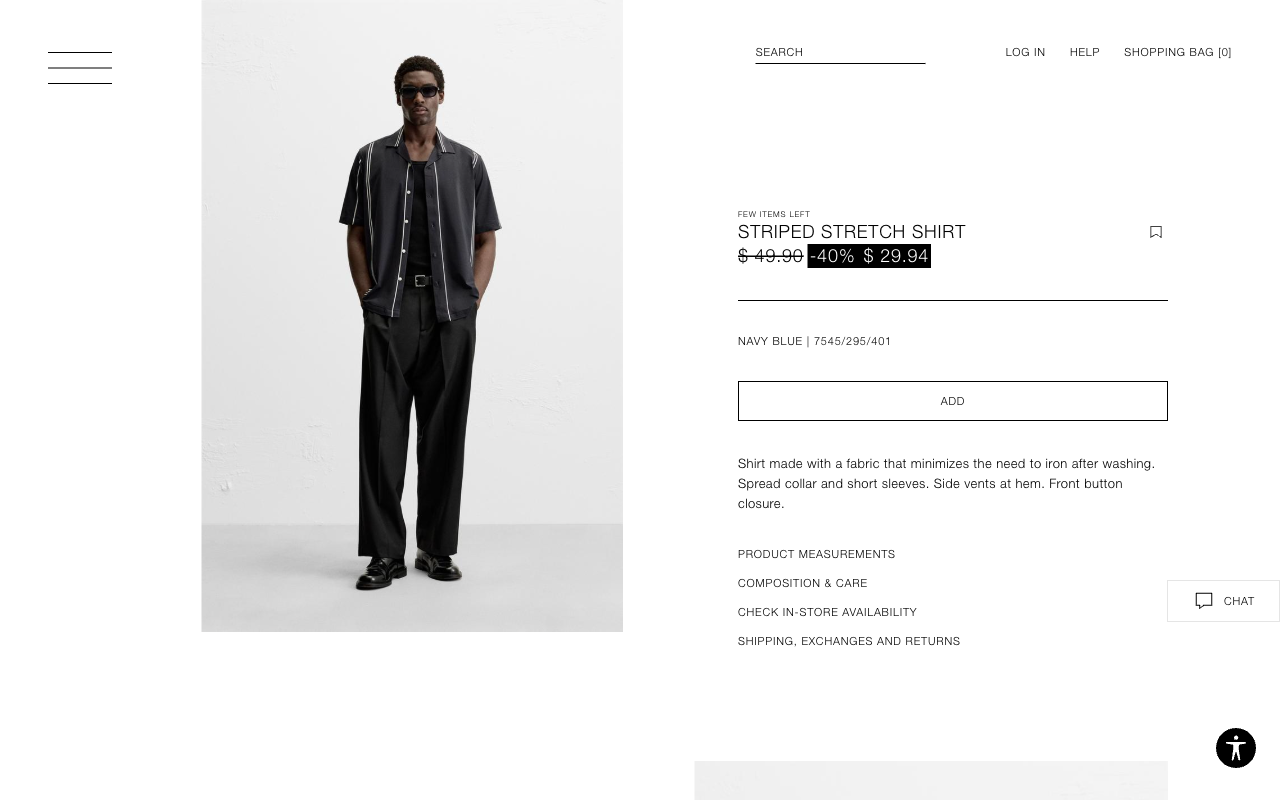 SEARCH
LOG IN
HELP
SHOPPING BAG [0]
FEW ITEMS LEFT
STRIPED STRETCH SHIRT
$ 49.90 -40% $ 29.94
NAVY BLUE | 7545/295/401
ADD
Shirt made with a fabric that minimizes the need to iron after washing.
Spread collar and short sleeves. Side vents at hem. Front button
closure.
PRODUCT MEASUREMENTS
COMPOSITION & CARE
CHECK IN-STORE AVAILABILITY
SHIPPING, EXCHANGES AND RETURNS
CHAT